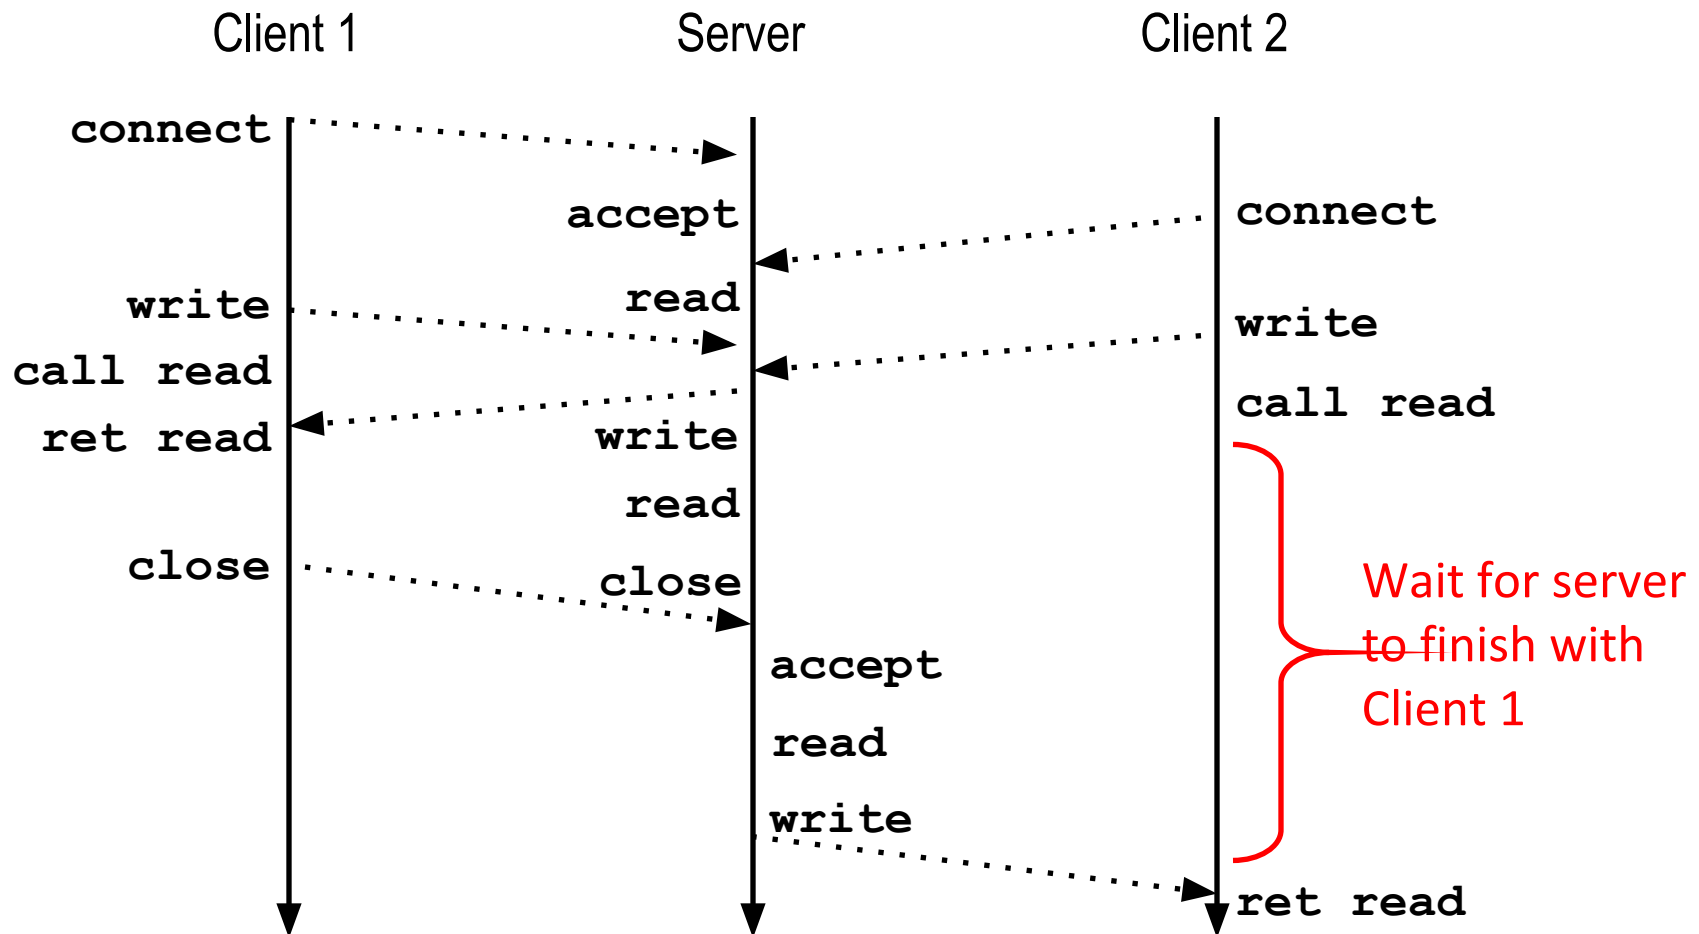 Client 1
Server
Client 2
connect
accept
connect
write
read
write
call read
call read
ret read
write
read
close
close
Wait for server
to finish with
Client 1
accept
read
write
ret read